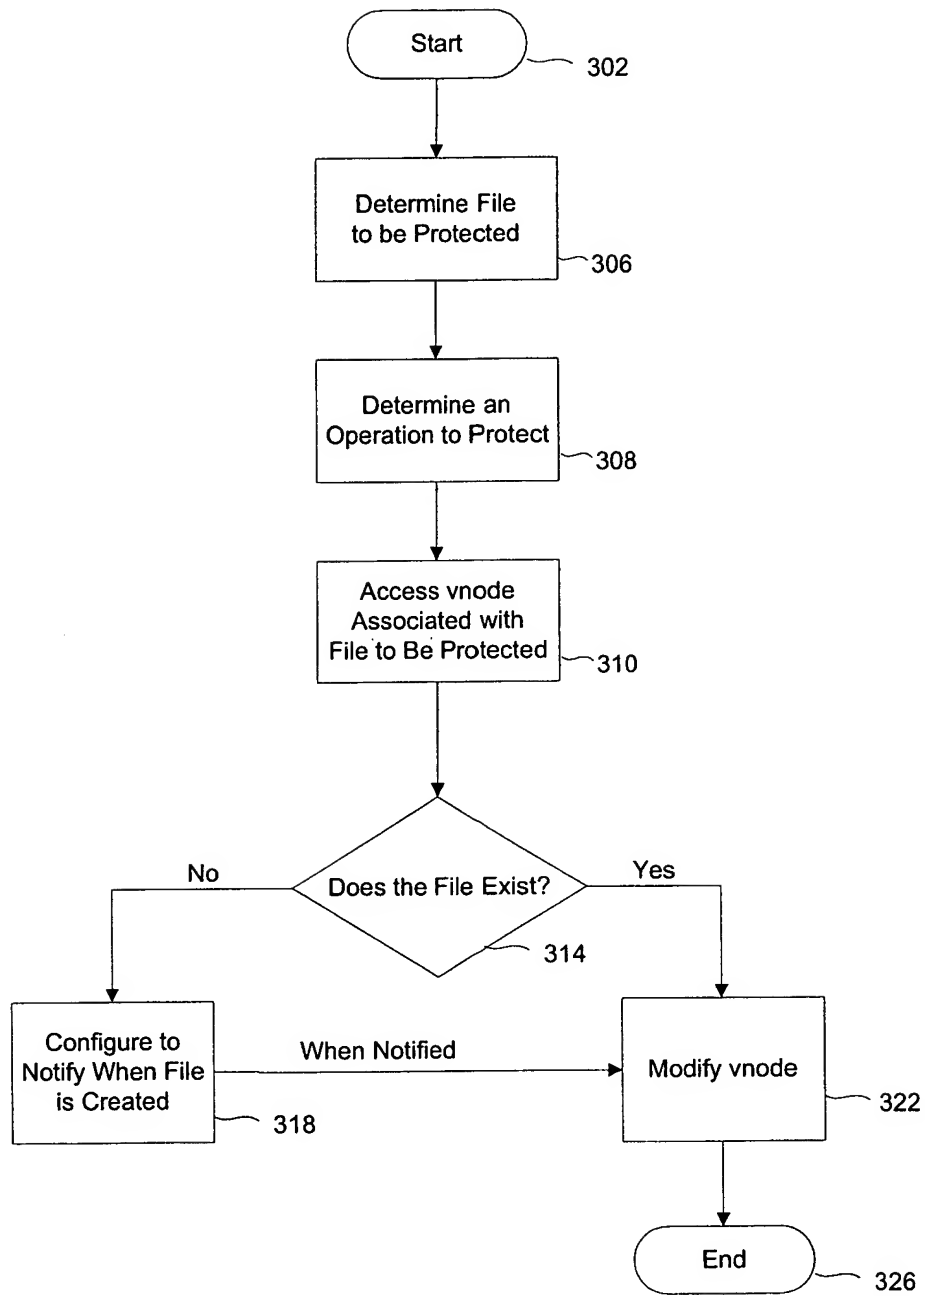 Start
302
Determine File
to be Protected
306
Determine an
Operation to Protect
308
Access vnode
Associated with
File to Be Protected
310
No
Does the File Exist?
Yes
314
Configure to
Notify When File
is Created
318
When Notified
Modify vnode
322
End
326